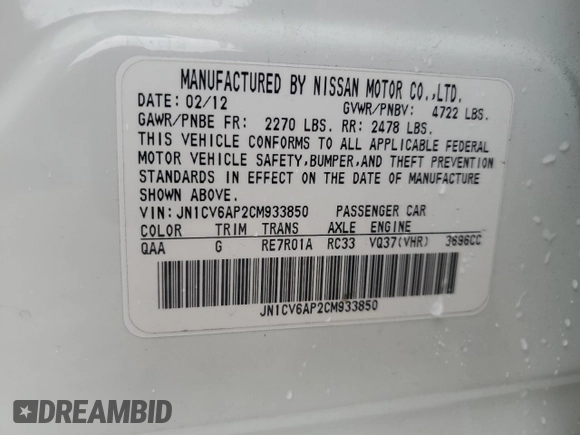 MANUFACTURED BY NISSAN MOTOR CO.,LTD.
DATE: 02/12 GVWR/PNBV: 4722 LBS.
GAWR/PNBE FR: 2270 LBS. RR: 2478 LBS.
THIS VEHICLE CONFORMS TO ALL APPLICABLE FEDERAL
MOTOR VEHICLE SAFETY,BUMPER,AND THEFT PREVENTION
STANDARDS IN EFFECT ON THE DATE OF MANUFACTURE
SHOWN ABOVE.
VIN: JN1CV6AP2CM933850 PASSENGER CAR
COLOR TRIM TRANS AXLE ENGINE
QAA G RE7R01A RC33 VQ37(VHR) 3696CC
JN1CV6AP2CM933850
DREAMBID